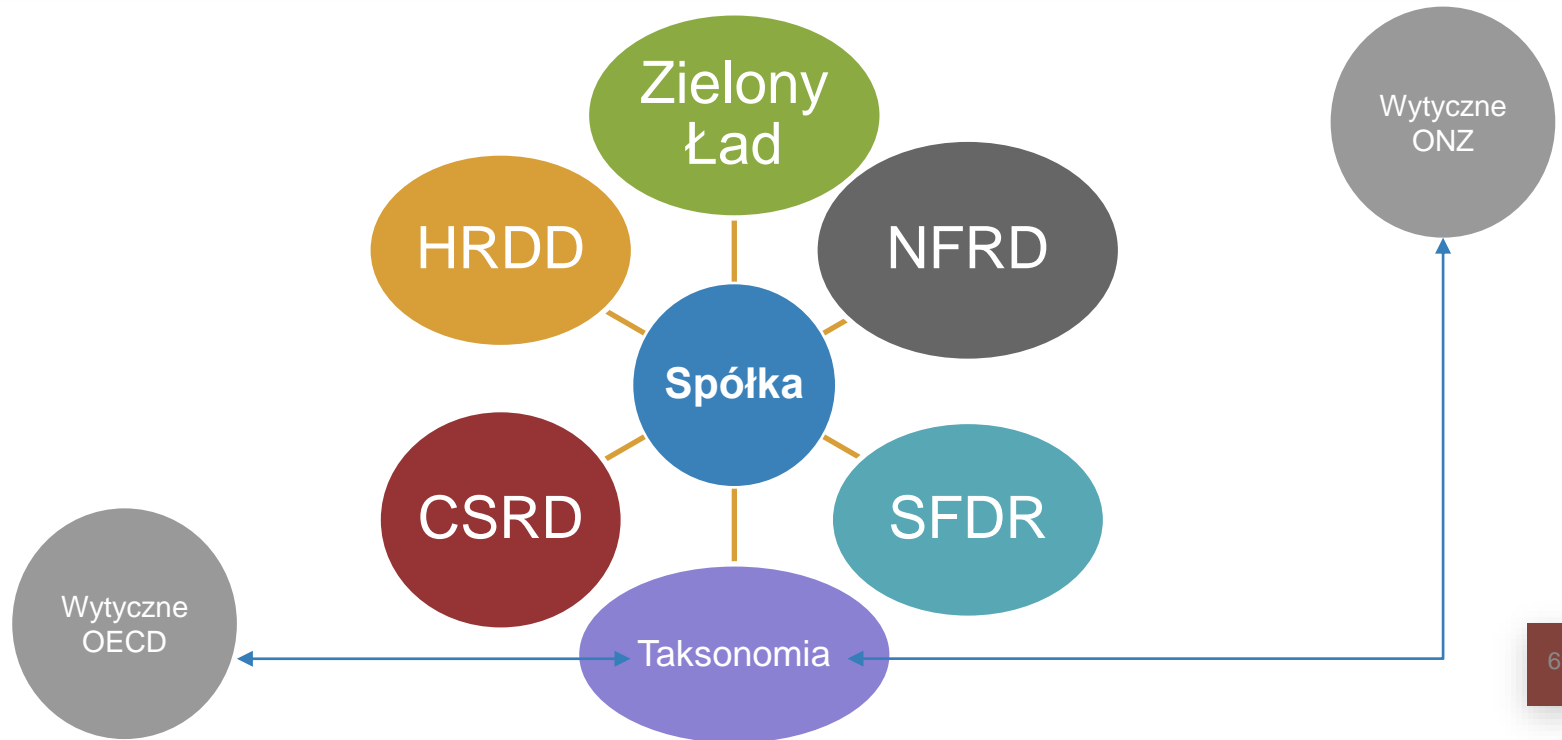 Zielony
Ład
Wytyczne
ONZ
HRDD
NFRD
Spółka
CSRD
SFDR
Wytyczne
OECD
Taksonomia
6